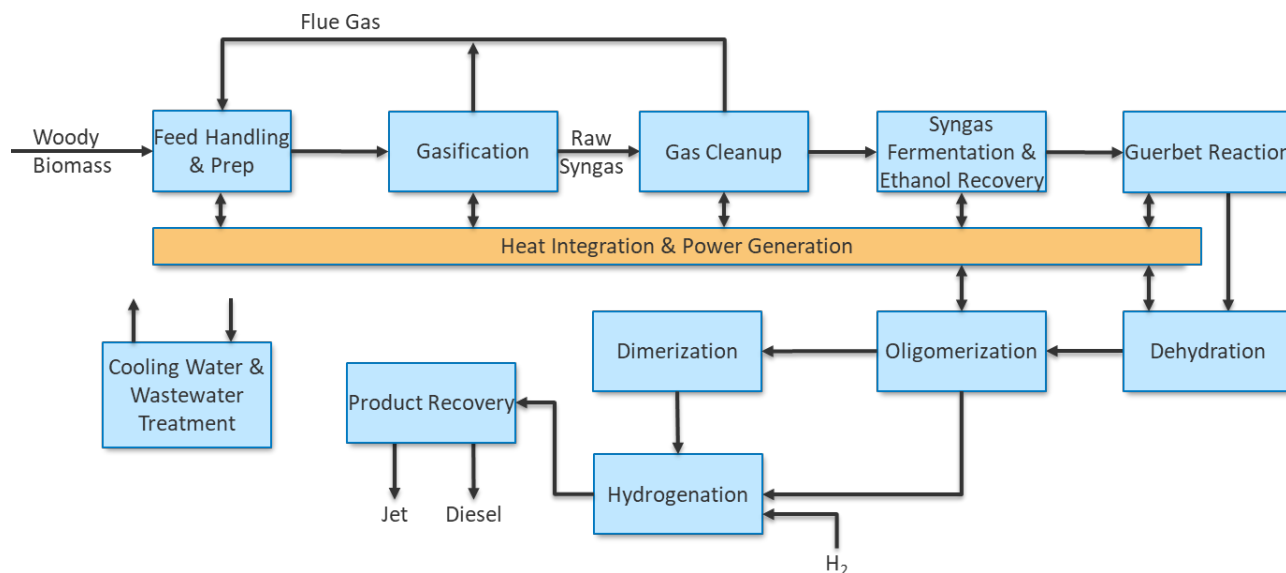 Flue Gas
Woody
Biomass
Feed Handling
& Prep
Gasification
Raw
Syngas
Gas Cleanup
Syngas
Fermentation &
Ethanol Recovery
Guerbet Reaction
Heat Integration & Power Generation
Cooling Water &
Wastewater
Treatment
Dimerization
Oligomerization
Dehydration
Product Recovery
Hydrogenation
Jet
Diesel
H₂